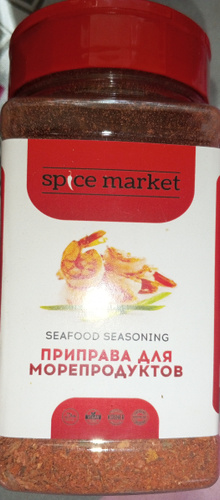 spice market
SEAFOOD SEASONING
ПРИПРАВА ДЛЯ
МОРЕПРОДУКТОВ